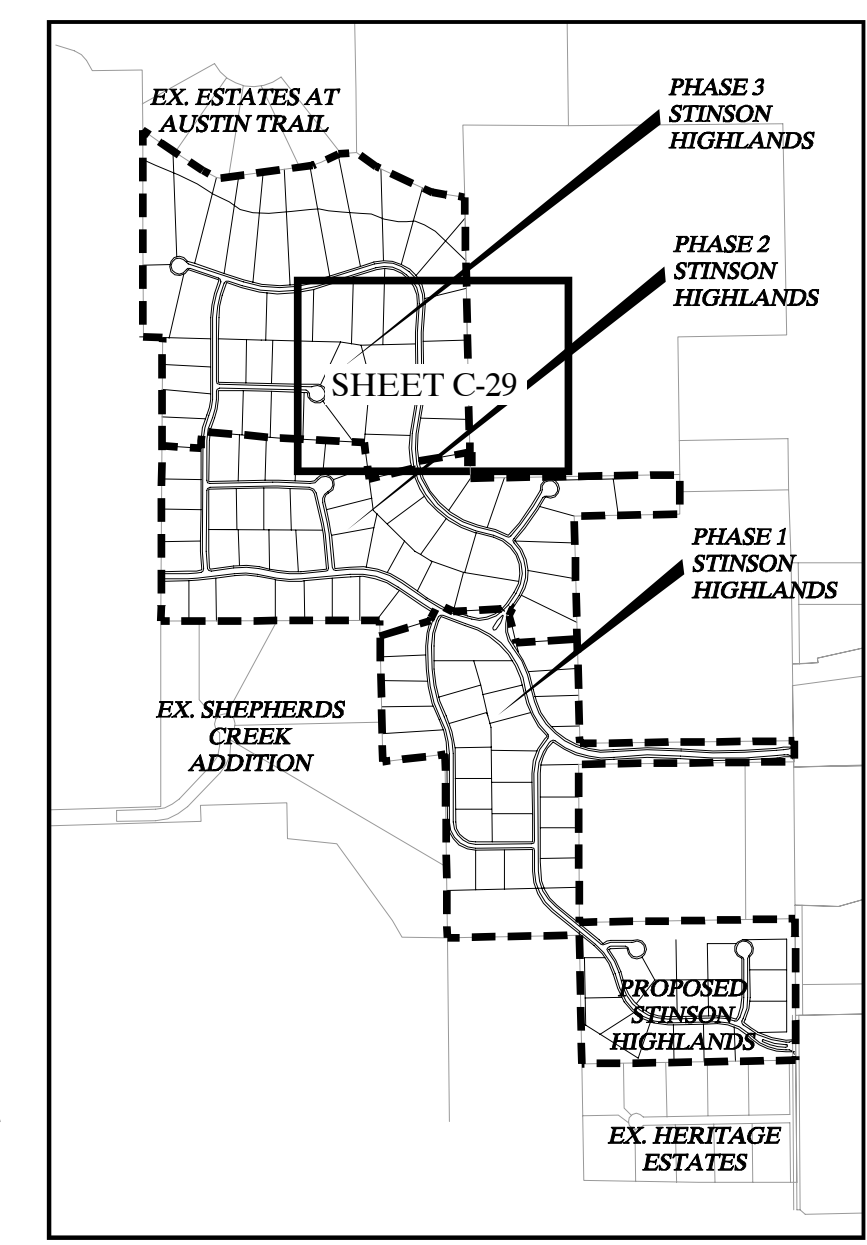 EX. ESTATES AT
AUSTIN TRAIL
PHASE 3
STINSON
HIGHLANDS
PHASE 2
STINSON
HIGHLANDS
SHEET C-29
PHASE 1
STINSON
HIGHLANDS
EX. SHEPHERDS
CREEK
ADDITION
PROPOSED
STINSON
HIGHLANDS
EX. HERITAGE
ESTATES